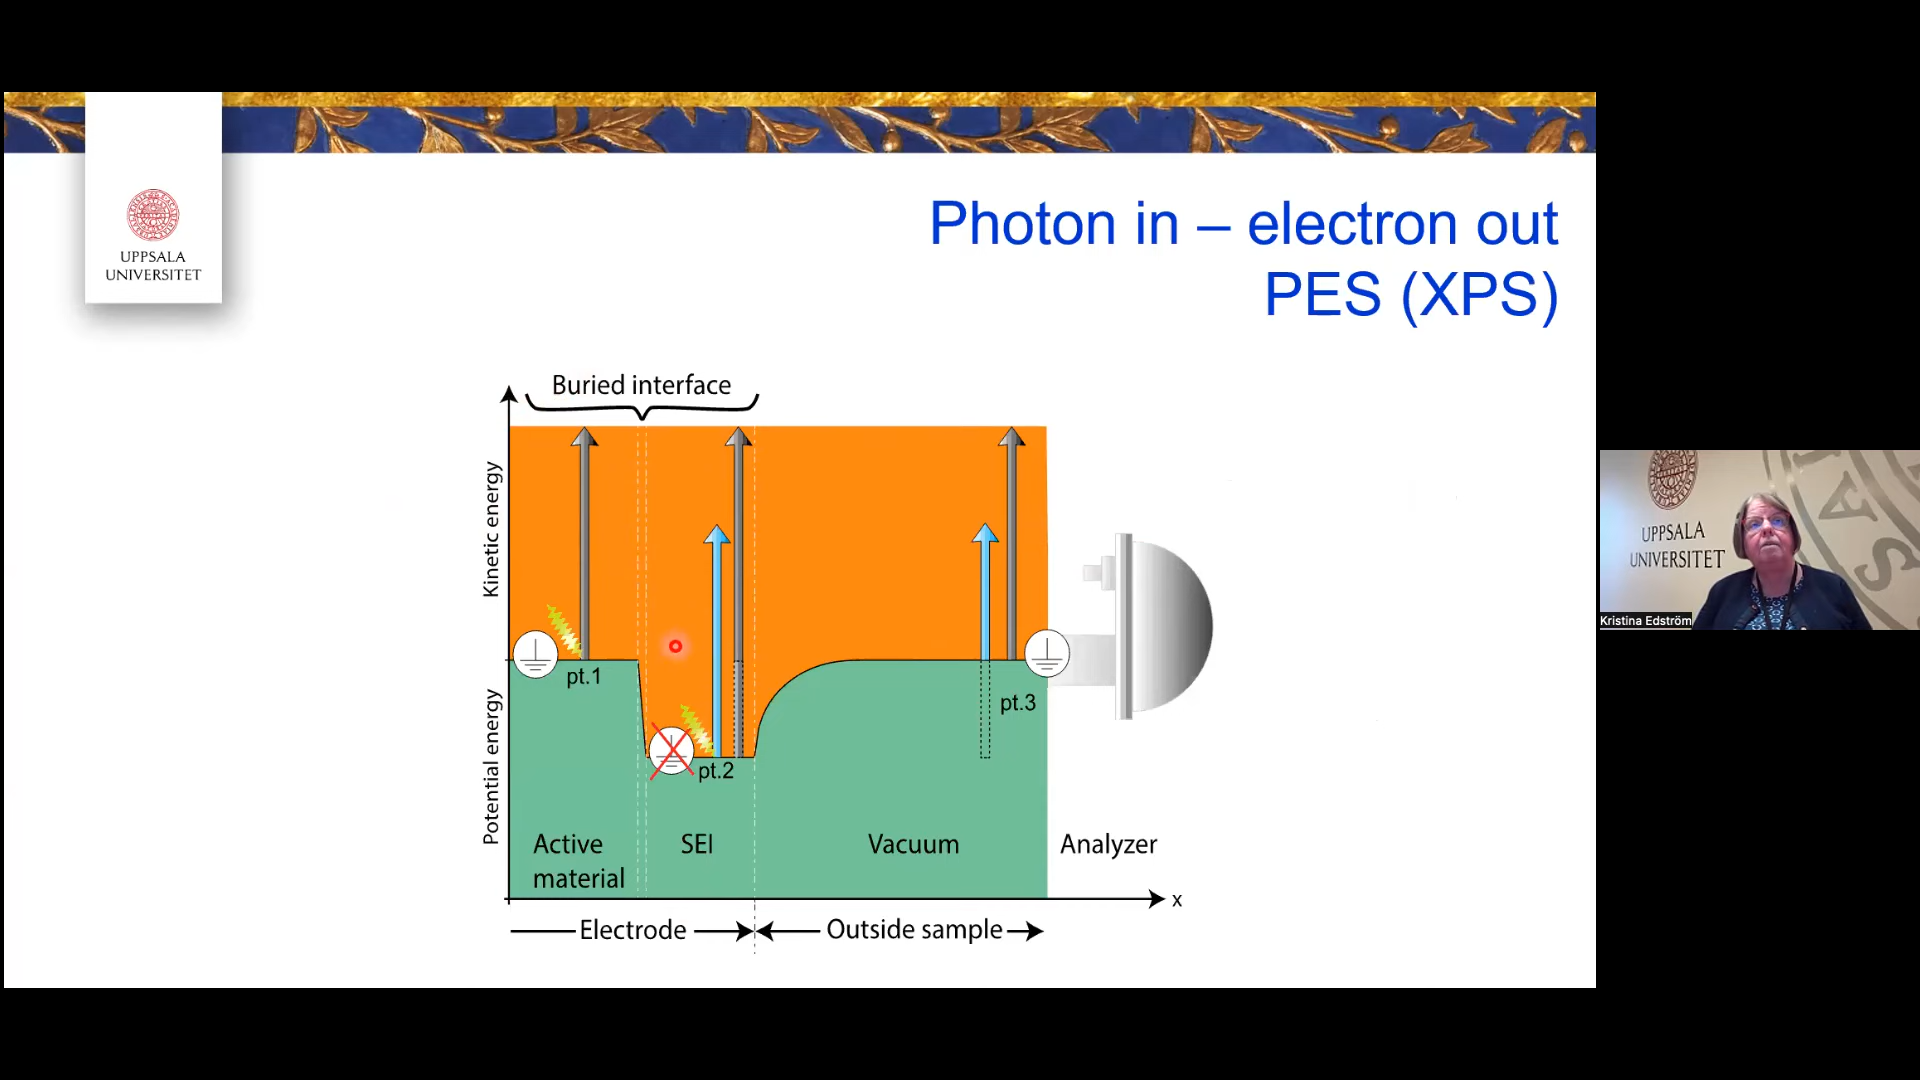 UPPSALA
UNIVERSITET
Photon in – electron out
PES (XPS)
Buried interface
Kinetic energy
Potential energy
pt.1
pt.2
pt.3
Active
material
SEI
Vacuum
Analyzer
x
Electrode
Outside sample
UPPSALA
UNIVERSITET
Kristina Edström